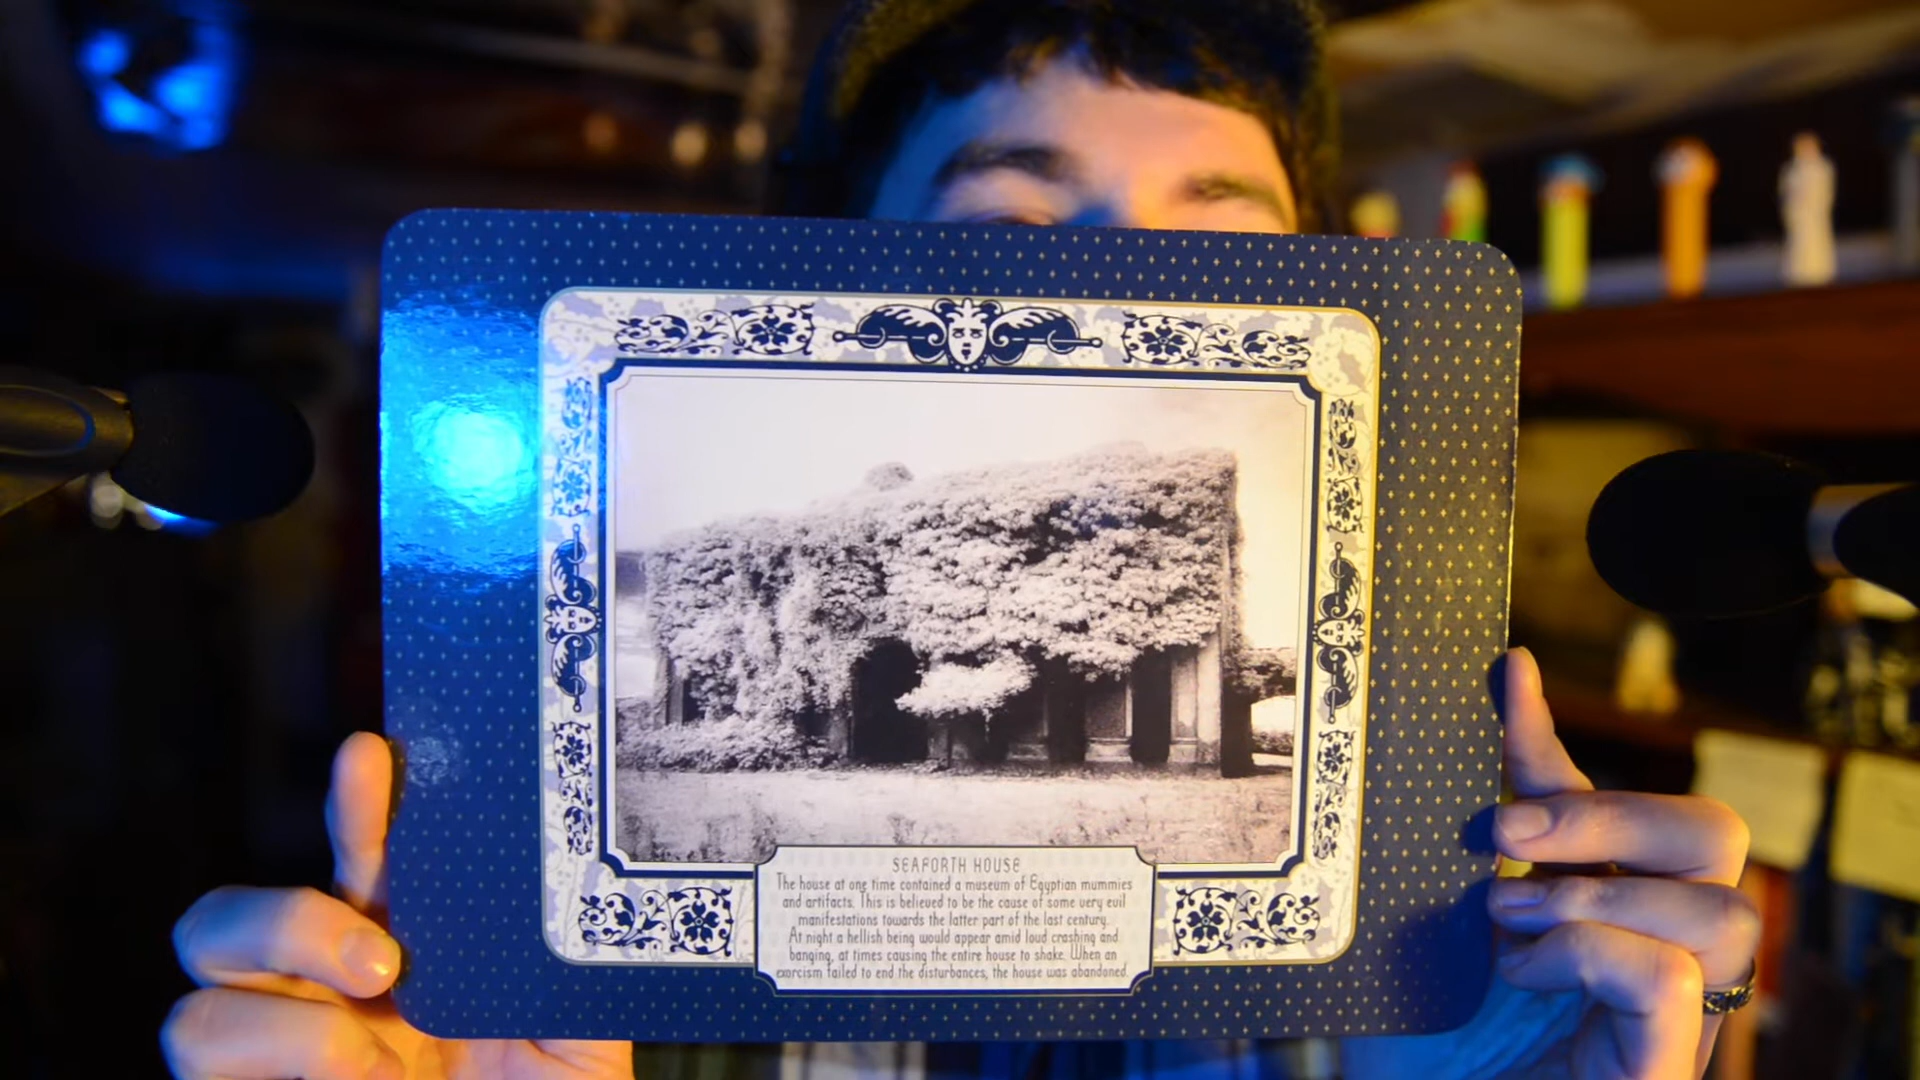 SEAFORTH HOUSE
The house at one time contained a museum of Egyptian mummies
and artifacts. This is believed to be the cause of some very evil
manifestations towards the latter part of the last century.
At night a hellish being would appear amid loud crashing and
banging, at times causing the entire house to shake. When an
exorcism failed to end the disturbances, the house was abandoned.